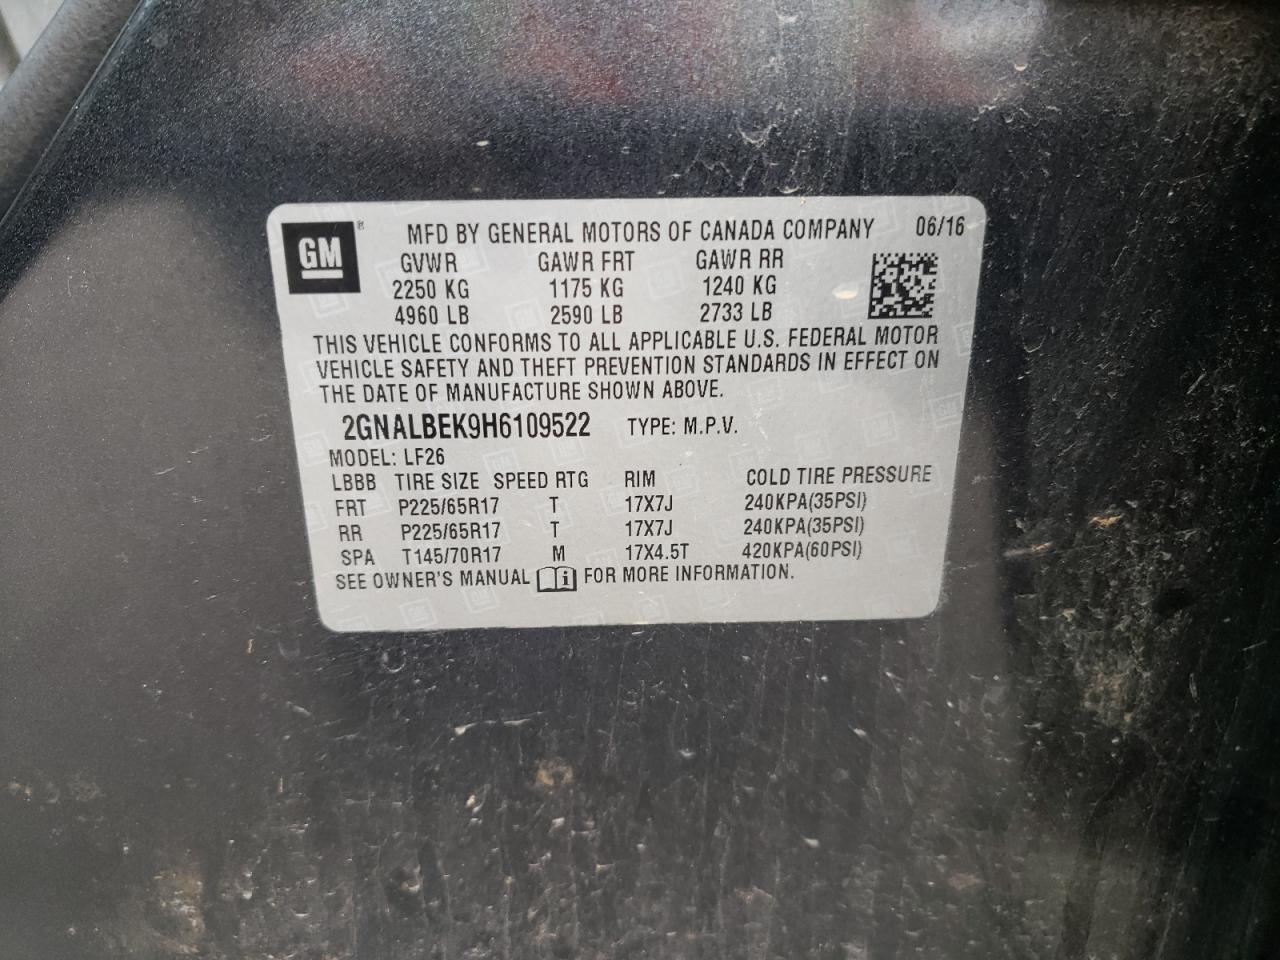 GM ® MFD BY GENERAL MOTORS OF CANADA COMPANY 06/16
GVWR GAWR FRT GAWR RR
2250 KG 1175 KG 1240 KG
4960 LB 2590 LB 2733 LB
THIS VEHICLE CONFORMS TO ALL APPLICABLE U.S. FEDERAL MOTOR
VEHICLE SAFETY AND THEFT PREVENTION STANDARDS IN EFFECT ON
THE DATE OF MANUFACTURE SHOWN ABOVE.
2GNALBEK9H6109522 TYPE: M.P.V.
MODEL: LF26
LBBB TIRE SIZE SPEED RTG RIM COLD TIRE PRESSURE
FRT P225/65R17 T 17X7J 240KPA(35PSI)
RR P225/65R17 T 17X7J 240KPA(35PSI)
SPA T145/70R17 M 17X4.5T 420KPA(60PSI)
SEE OWNER'S MANUAL i FOR MORE INFORMATION.